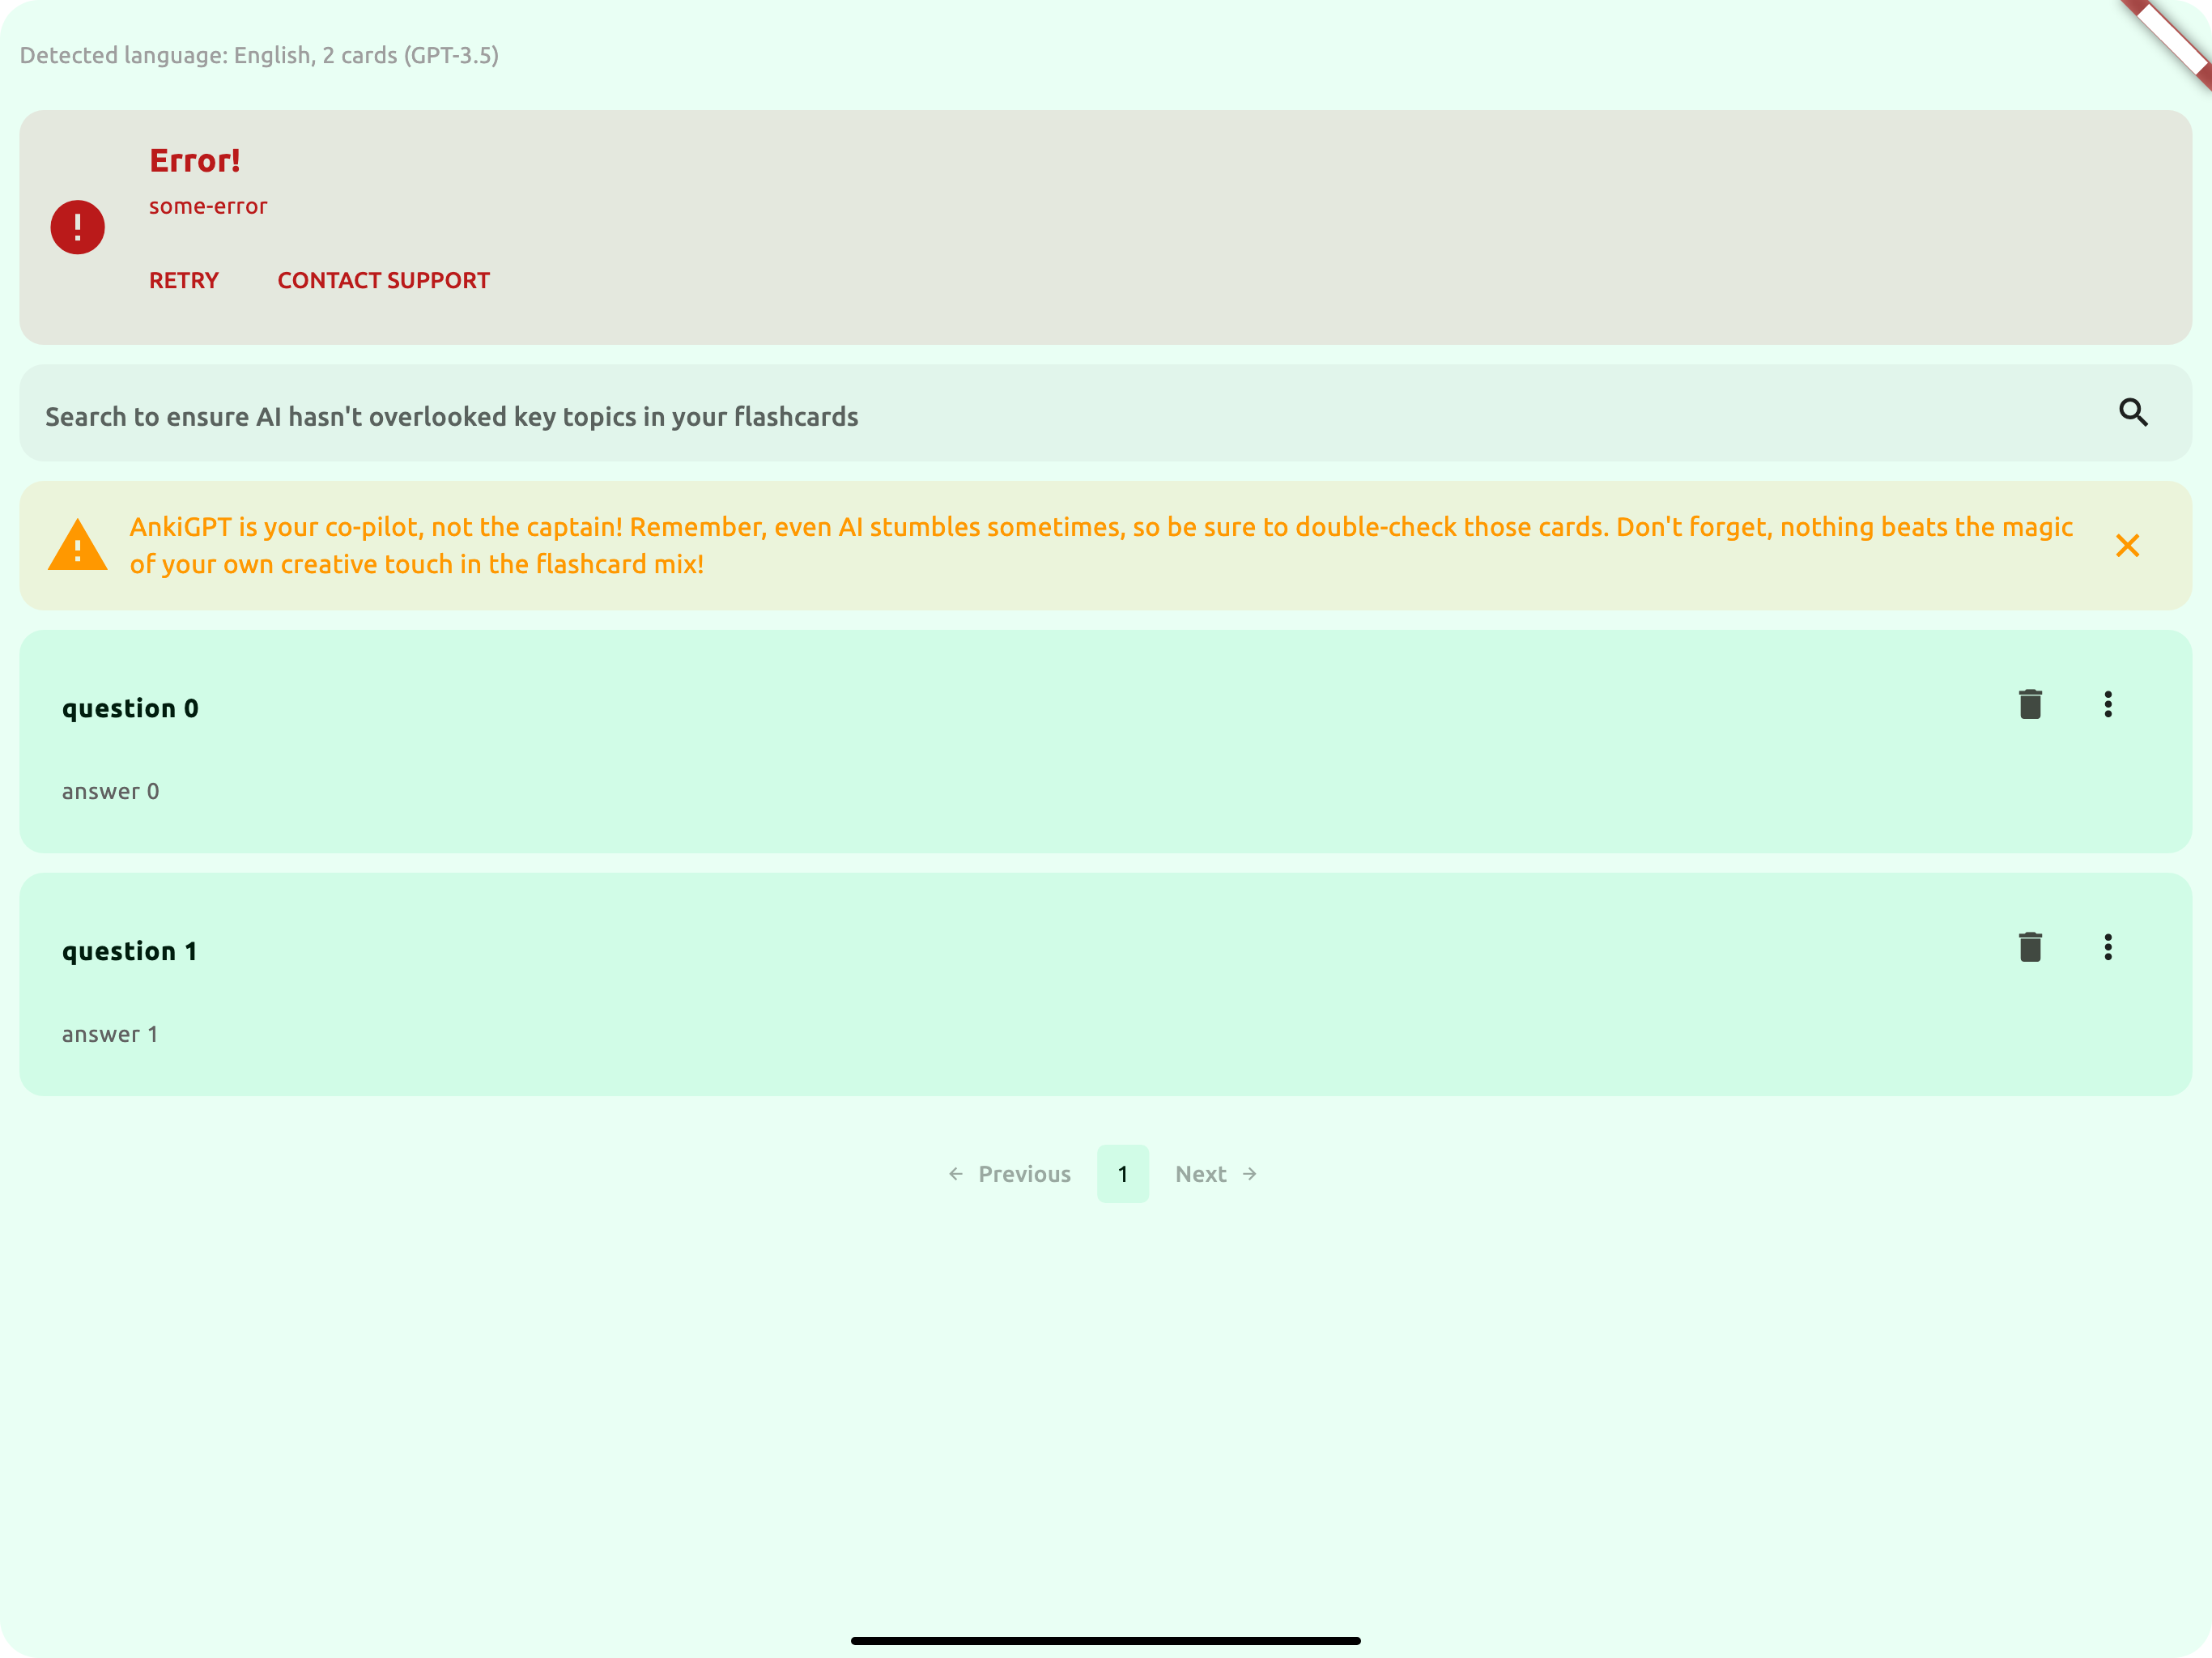 Detected language: English, 2 cards (GPT-3.5)
Error!
some-error
RETRY CONTACT SUPPORT
Search to ensure AI hasn't overlooked key topics in your flashcards
AnkiGPT is your co-pilot, not the captain! Remember, even AI stumbles sometimes, so be sure to double-check those cards. Don't forget, nothing beats the magic
of your own creative touch in the flashcard mix!
question 0
answer 0
question 1
answer 1
← Previous 1 Next →